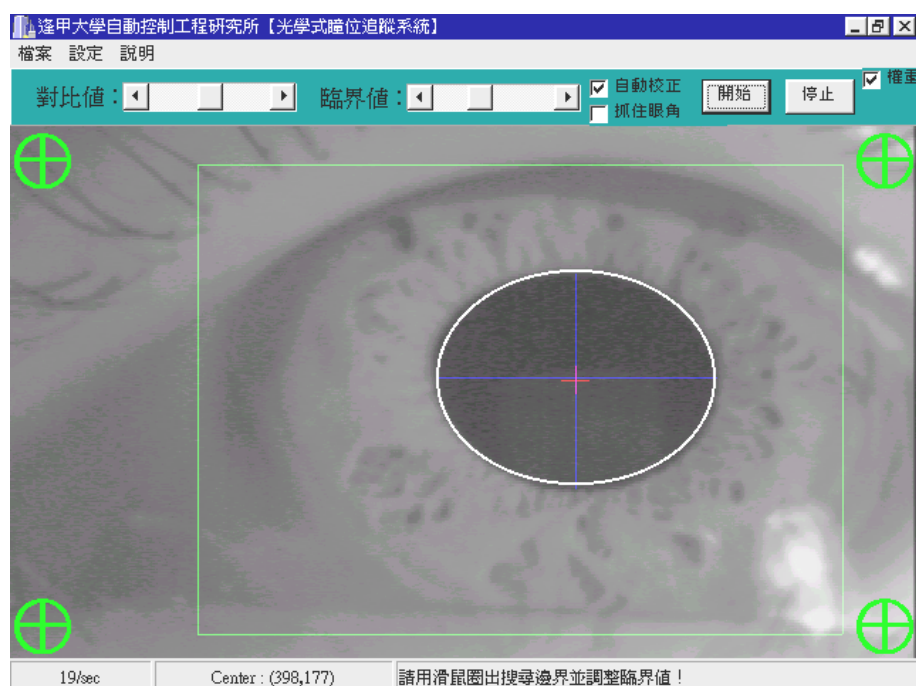 逢甲大學自動控制工程研究所【光學式瞳位追蹤系統】
檔案 設定 說明
對比值： 臨界值： 自動校正 開始 停止 權重
抓住眼角
19/sec Center : (398,177) 請用滑鼠圈出搜尋邊界並調整臨界值！